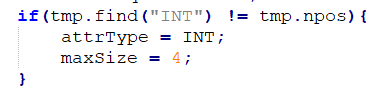 if(tmp.find("INT") != tmp.npos){
    attrType = INT;
    maxSize = 4;
}